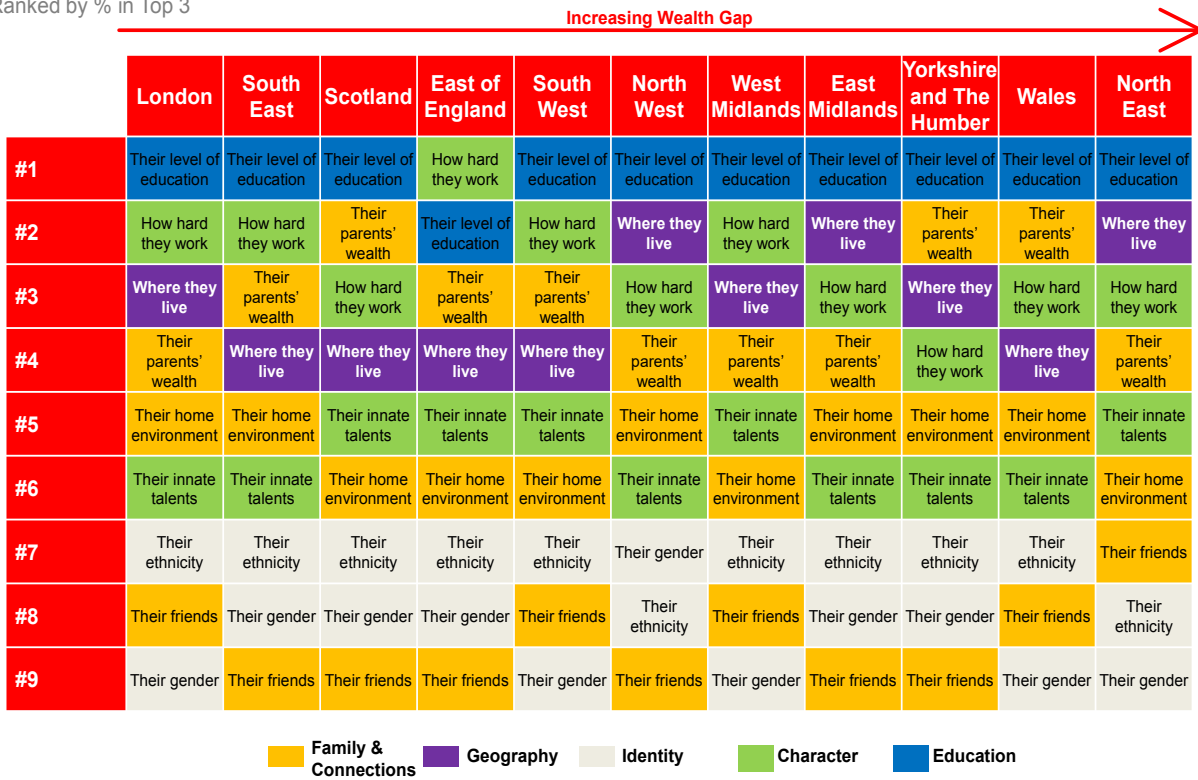 Ranked by % in Top 3
Increasing Wealth Gap
London
South
East
Scotland
East of
England
South
West
North
West
West
Midlands
East
Midlands
Yorkshire
and The
Humber
Wales
North
East
#1
Their level of
education
Their level of
education
Their level of
education
How hard
they work
Their level of
education
Their level of
education
Their level of
education
Their level of
education
Their level of
education
Their level of
education
Their level of
education
#2
How hard
they work
How hard
they work
Their
parents'
wealth
Their level of
education
How hard
they work
Where they
live
How hard
they work
Where they
live
Their
parents'
wealth
Their
parents'
wealth
Where they
live
#3
Where they
live
Their
parents'
wealth
How hard
they work
Their
parents'
wealth
Their
parents'
wealth
How hard
they work
Where they
live
How hard
they work
Where they
live
How hard
they work
How hard
they work
#4
Their
parents'
wealth
Where they
live
Where they
live
Where they
live
Where they
live
Their
parents'
wealth
Their
parents'
wealth
Their
parents'
wealth
How hard
they work
Where they
live
Their
parents'
wealth
#5
Their home
environment
Their home
environment
Their innate
talents
Their innate
talents
Their innate
talents
Their home
environment
Their innate
talents
Their home
environment
Their home
environment
Their home
environment
Their innate
talents
#6
Their innate
talents
Their innate
talents
Their home
environment
Their home
environment
Their home
environment
Their innate
talents
Their home
environment
Their innate
talents
Their innate
talents
Their innate
talents
Their home
environment
#7
Their
ethnicity
Their
ethnicity
Their
ethnicity
Their
ethnicity
Their
ethnicity
Their gender
Their
ethnicity
Their
ethnicity
Their
ethnicity
Their
ethnicity
Their friends
#8
Their friends
Their gender
Their gender
Their gender
Their friends
Their
ethnicity
Their friends
Their gender
Their gender
Their friends
Their
ethnicity
#9
Their gender
Their friends
Their friends
Their friends
Their gender
Their friends
Their gender
Their friends
Their friends
Their gender
Their gender
Family &
Connections
Geography
Identity
Character
Education